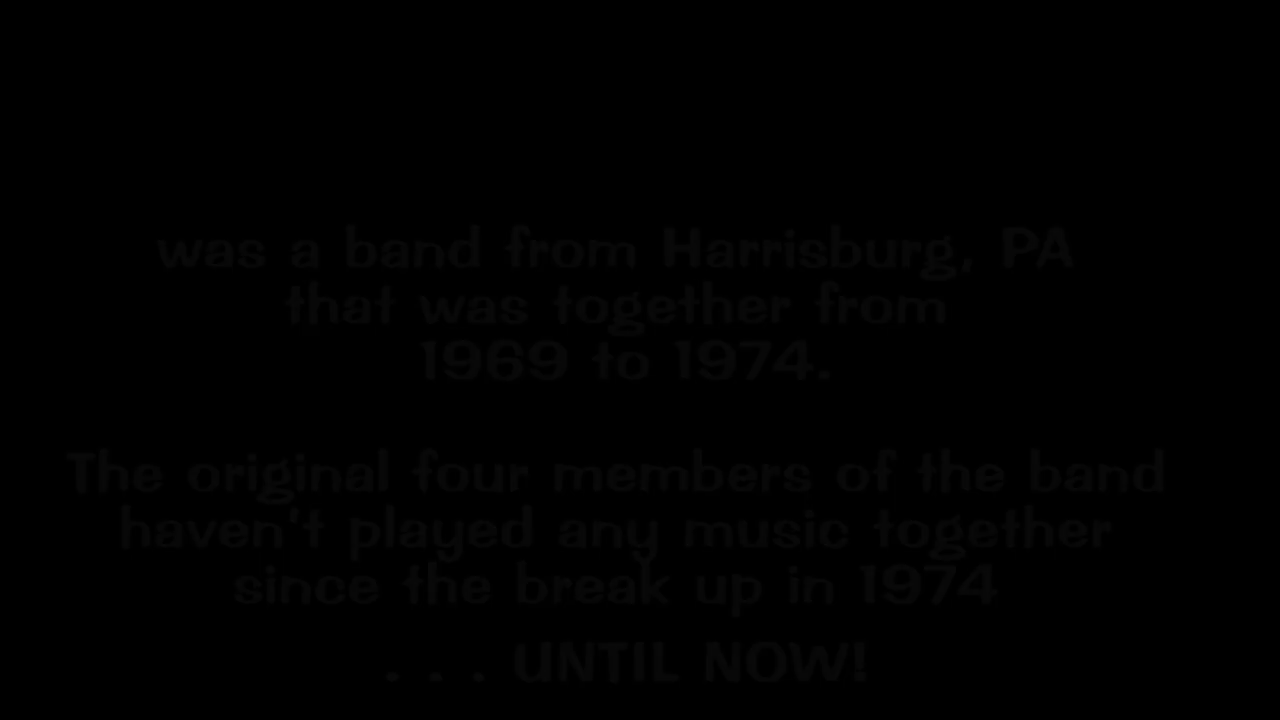 was a band from Harrisburg, PA
that was together from
1969 to 1974.
The original four members of the band
haven't played any music together
since the break up in 1974
. . . UNTIL NOW!